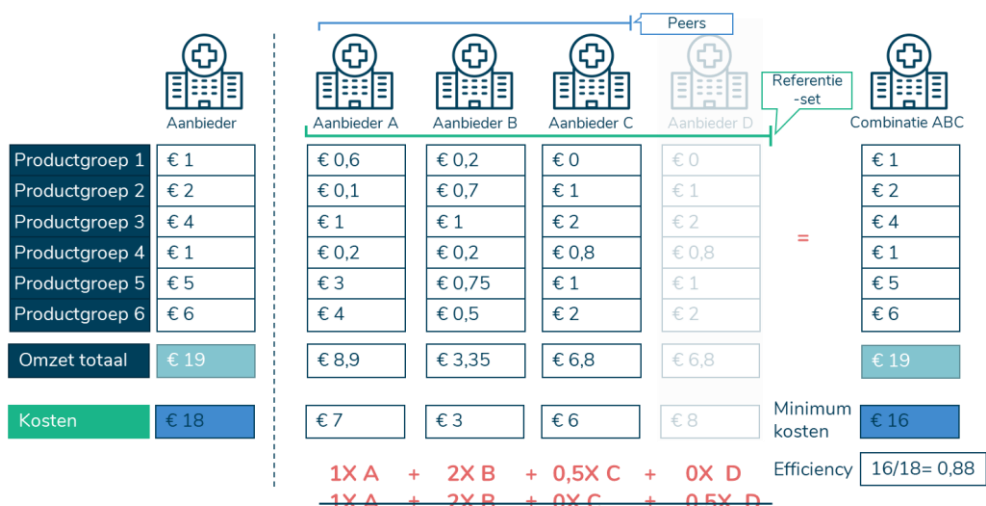 Peers
Referentie
-set
Aanbieder Aanbieder A Aanbieder B Aanbieder C Aanbieder D Combinatie ABC
Productgroep 1 € 1 € 0,6 € 0,2 € 0 € 0 € 1
Productgroep 2 € 2 € 0,1 € 0,7 € 1 € 1 € 2
Productgroep 3 € 4 € 1 € 1 € 2 € 2 € 4
=
Productgroep 4 € 1 € 0,2 € 0,2 € 0,8 € 0,8 € 1
Productgroep 5 € 5 € 3 € 0,75 € 1 € 1 € 5
Productgroep 6 € 6 € 4 € 0,5 € 2 € 2 € 6
Omzet totaal € 19 € 8,9 € 3,35 € 6,8 € 6,8 € 19
Kosten € 18 € 7 € 3 € 6 € 8 Minimum kosten € 16
1X A + 2X B + 0,5X C + 0X D
Efficiency 16/18= 0,88
1X A + 2X B + 0X C + 0,5X D